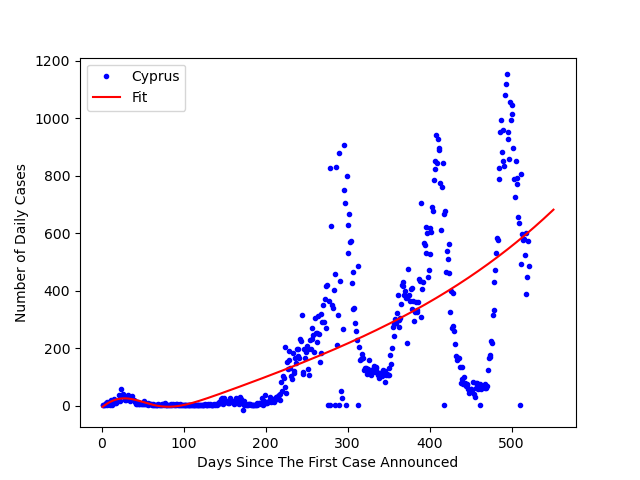 Cyprus
Fit
1200
1000
800
600
400
200
0
Number of Daily Cases
0 100 200 300 400 500
Days Since The First Case Announced